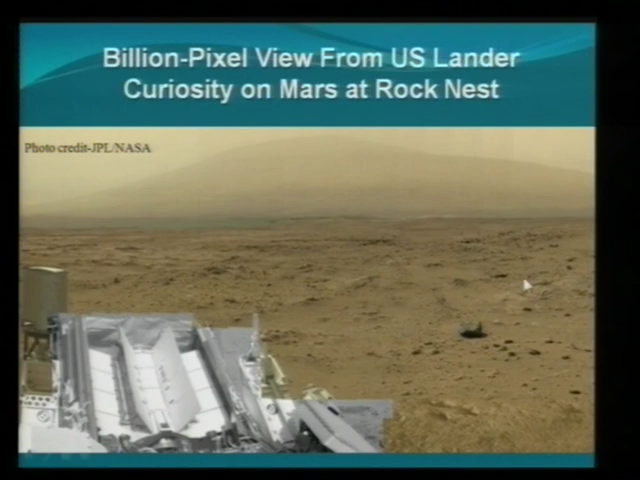 Billion-Pixel View From US Lander
Curiosity on Mars at Rock Nest
Photo credit-JPL/NASA